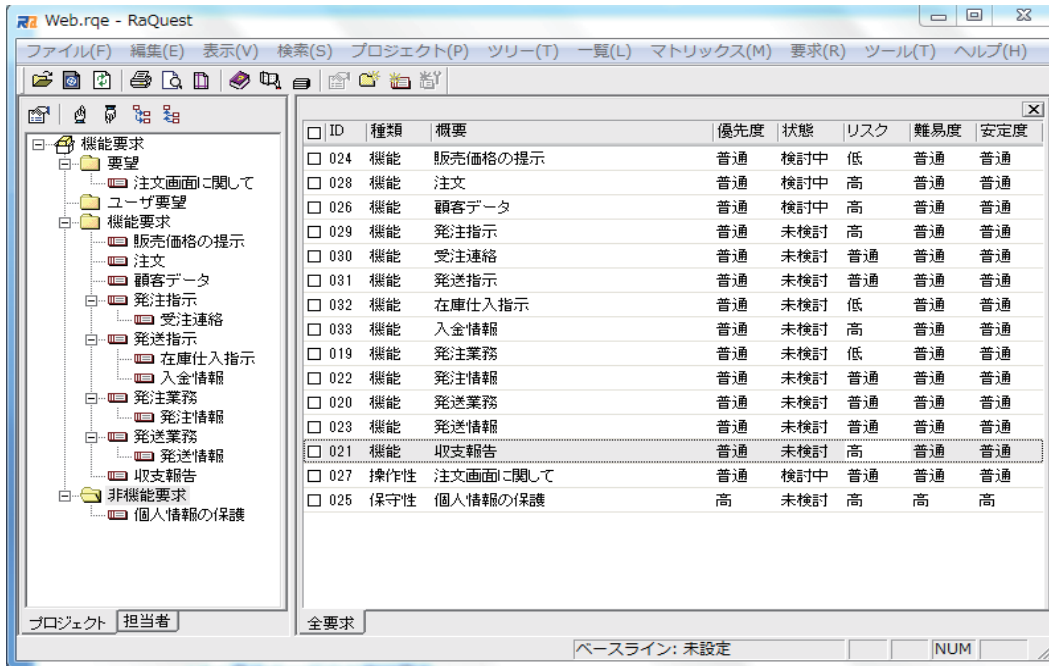 Web.rqe - RaQuest
ファイル(F) 編集(E) 表示(V) 検索(S) プロジェクト(P) ツリー(T) 一覧(L) マトリックス(M) 要求(R) ツール(T) ヘルプ(H)
機能要求
要望
注文画面に関して
ユーザ要望
機能要求
販売価格の提示
注文
顧客データ
発注指示
受注連絡
発送指示
在庫仕入指示
入金情報
発注業務
発注情報
発送業務
発送情報
収支報告
非機能要求
個人情報の保護
プロジェクト 担当者
ID 種類 概要 優先度 状態 リスク 難易度 安定度
024 機能 販売価格の提示 普通 検討中 低 普通 普通
028 機能 注文 普通 検討中 高 普通 普通
026 機能 顧客データ 普通 検討中 高 普通 普通
029 機能 発注指示 普通 未検討 高 普通 普通
030 機能 受注連絡 普通 未検討 普通 普通 普通
031 機能 発送指示 普通 未検討 普通 普通 普通
032 機能 在庫仕入指示 普通 未検討 低 普通 普通
033 機能 入金情報 普通 未検討 高 普通 普通
019 機能 発注業務 普通 未検討 低 普通 普通
022 機能 発注情報 普通 未検討 普通 普通 普通
020 機能 発送業務 普通 未検討 普通 普通 普通
023 機能 発送情報 普通 未検討 普通 普通 普通
021 機能 収支報告 普通 未検討 高 普通 普通
027 操作性 注文画面に関して 普通 検討中 普通 普通 普通
025 保守性 個人情報の保護 高 未検討 高 高 高
全要求
ベースライン: 未設定 NUM